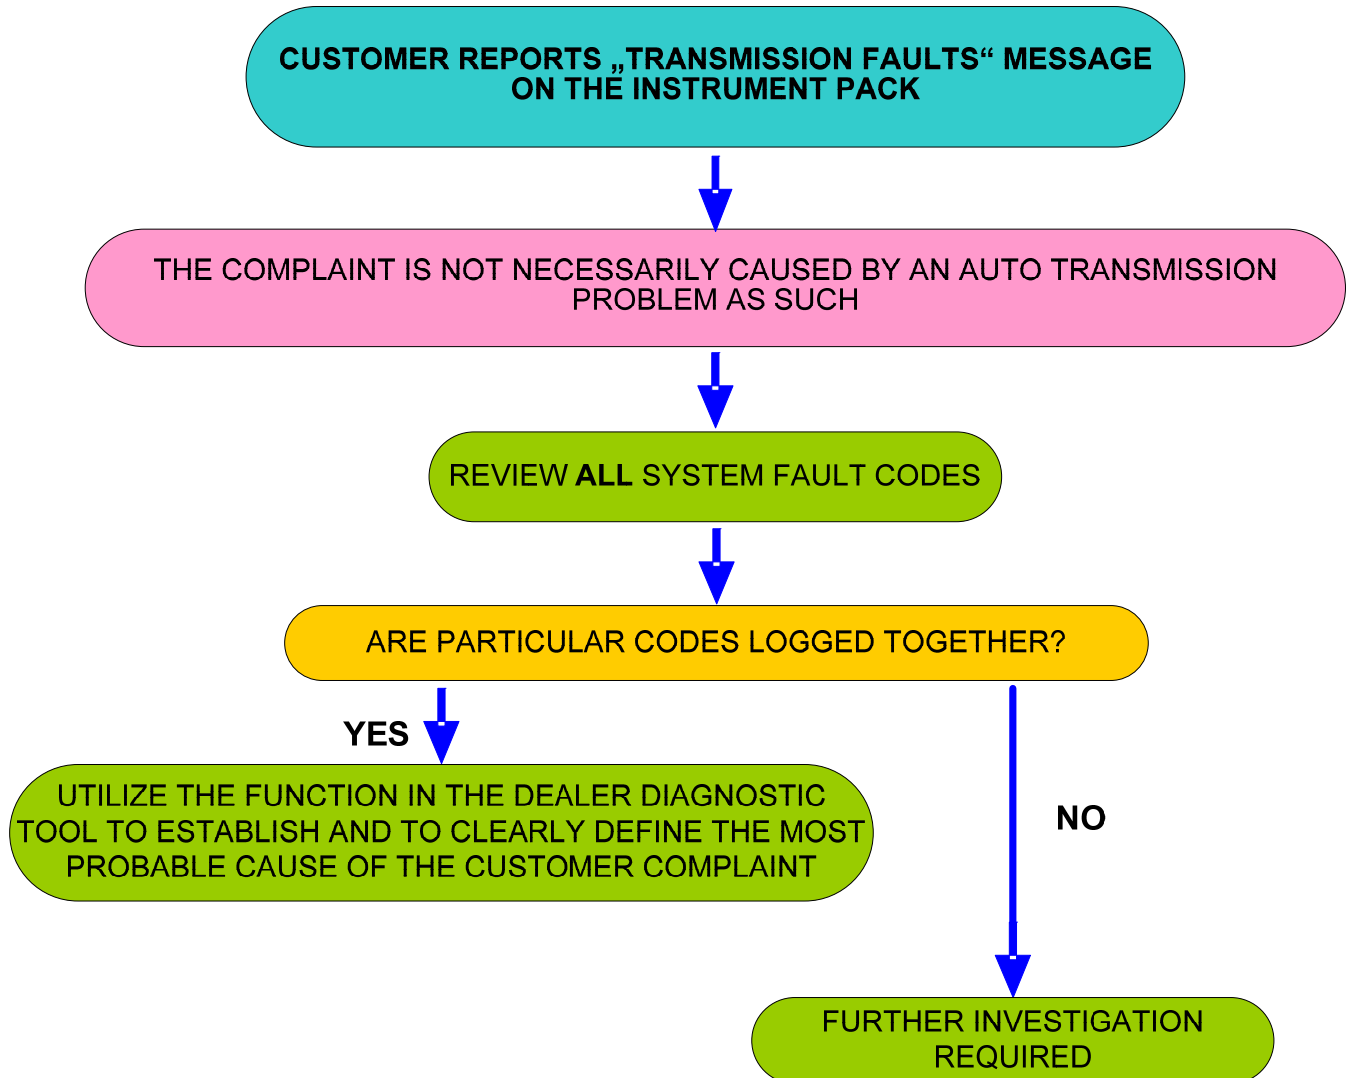 CUSTOMER REPORTS „TRANSMISSION FAULTS“ MESSAGE
ON THE INSTRUMENT PACK
THE COMPLAINT IS NOT NECESSARILY CAUSED BY AN AUTO TRANSMISSION
PROBLEM AS SUCH
REVIEW ALL SYSTEM FAULT CODES
ARE PARTICULAR CODES LOGGED TOGETHER?
YES
UTILIZE THE FUNCTION IN THE DEALER DIAGNOSTIC
TOOL TO ESTABLISH AND TO CLEARLY DEFINE THE MOST
PROBABLE CAUSE OF THE CUSTOMER COMPLAINT
NO
FURTHER INVESTIGATION
REQUIRED